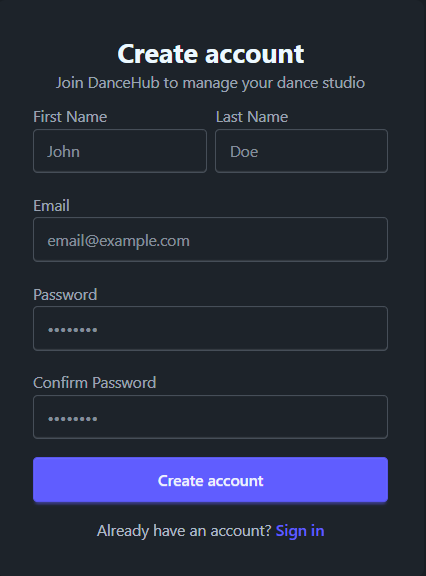 Create account
Join DanceHub to manage your dance studio
First Name Last Name
John Doe
Email
email@example.com
Password
••••••••
Confirm Password
••••••••
Create account
Already have an account? Sign in